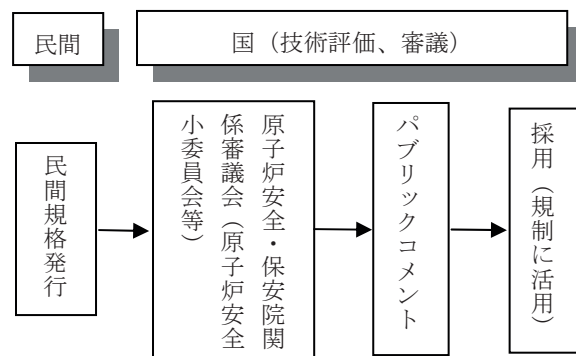 民間
国（技術評価、審議）
民間規格発行
原子炉安全・保安院関
係審議会（原子炉安全
小委員会等）
パブリックコメント
採用（規制に活用）